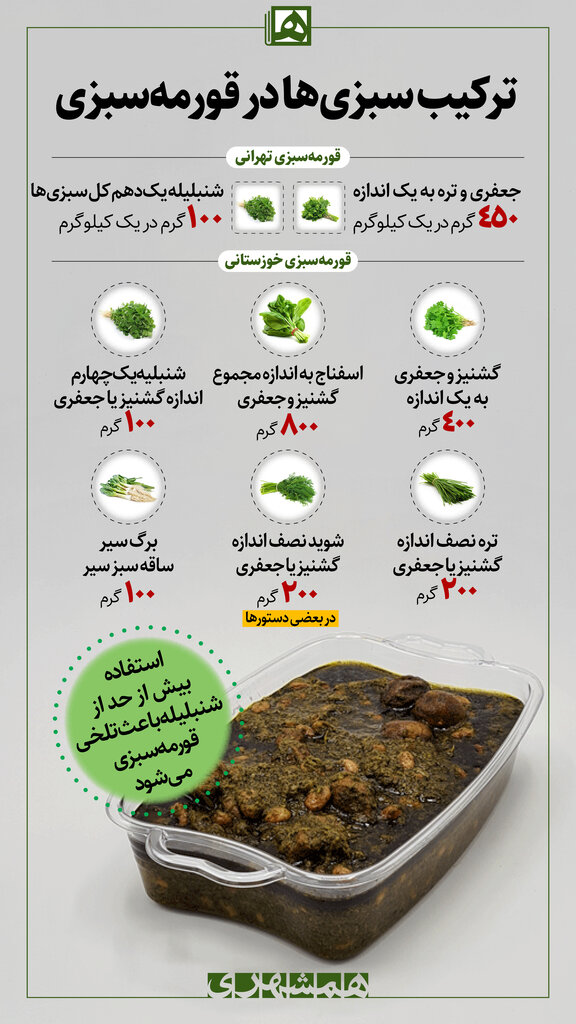 ترکیب سبزی‌ها در قورمه‌سبزی
قورمه‌سبزی تهرانی
جعفری و تره به یک اندازه
۴۵۰ گرم در یک کیلوگرم
شنبلیله یک‌دهم کل سبزی‌ها
۱۰۰ گرم در یک کیلوگرم
قورمه‌سبزی خوزستانی
گشنیز و جعفری
به یک اندازه
۴۰۰ گرم
اسفناج به اندازه مجموع
گشنیز و جعفری
۸۰۰ گرم
شنبلیه یک‌چهارم
اندازه گشنیز یا جعفری
۱۰۰ گرم
تره نصف اندازه
گشنیز یا جعفری
۲۰۰ گرم
شوید نصف اندازه
گشنیز یا جعفری
۲۰۰ گرم
در بعضی دستورها
برگ سیر
ساقه سبز سیر
۱۰۰ گرم
استفاده
بیش از حد از
شنبلیله باعث تلخی
قورمه‌سبزی
می‌شود
همشهری